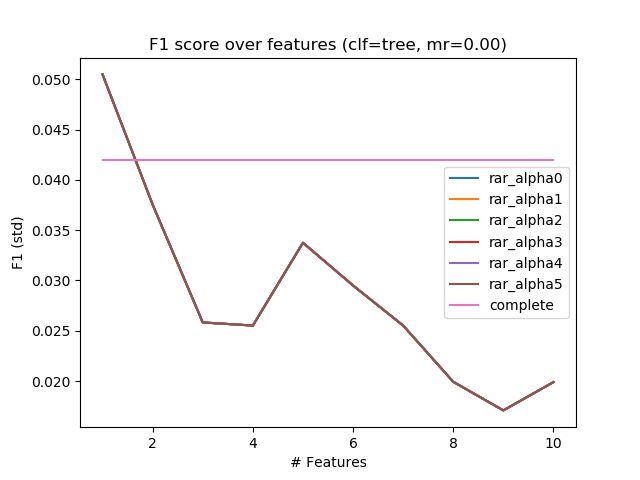 F1 score over features (clf=tree, mr=0.00)
0.050
0.045
0.040
0.035
0.030
0.025
0.020
F1 (std)
rar_alpha0
rar_alpha1
rar_alpha2
rar_alpha3
rar_alpha4
rar_alpha5
complete
2 4 6 8 10
# Features